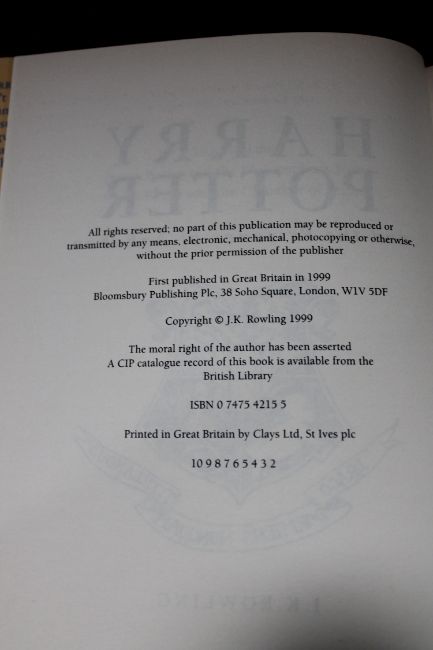 All rights reserved; no part of this publication may be reproduced or
transmitted by any means, electronic, mechanical, photocopying or otherwise,
without the prior permission of the publisher
First published in Great Britain in 1999
Bloomsbury Publishing Plc, 38 Soho Square, London, W1V 5DF
Copyright © J.K. Rowling 1999
The moral right of the author has been asserted
A CIP catalogue record of this book is available from the
British Library
ISBN 0 7475 4215 5
Printed in Great Britain by Clays Ltd, St Ives plc
10 9 8 7 6 5 4 3 2
HARRY
POTTER
J. K. ROWLING